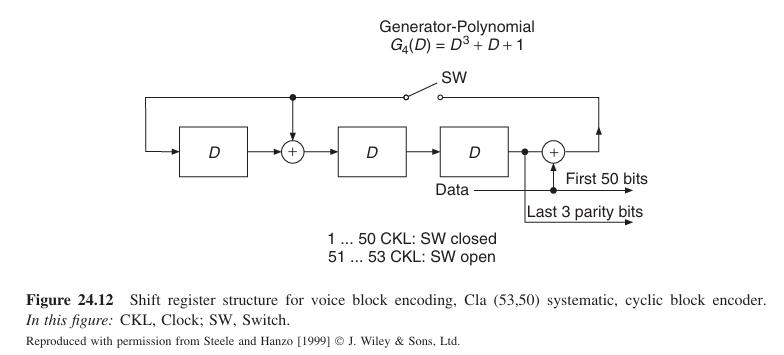 Generator-Polynomial
G₄(D) = D³ + D + 1
SW
D
+
D
D
+
First 50 bits
Data
Last 3 parity bits
1 ... 50 CKL: SW closed
51 ... 53 CKL: SW open
Figure 24.12 Shift register structure for voice block encoding, Cla (53,50) systematic, cyclic block encoder.
In this figure: CKL, Clock; SW, Switch.
Reproduced with permission from Steele and Hanzo [1999] © J. Wiley & Sons, Ltd.